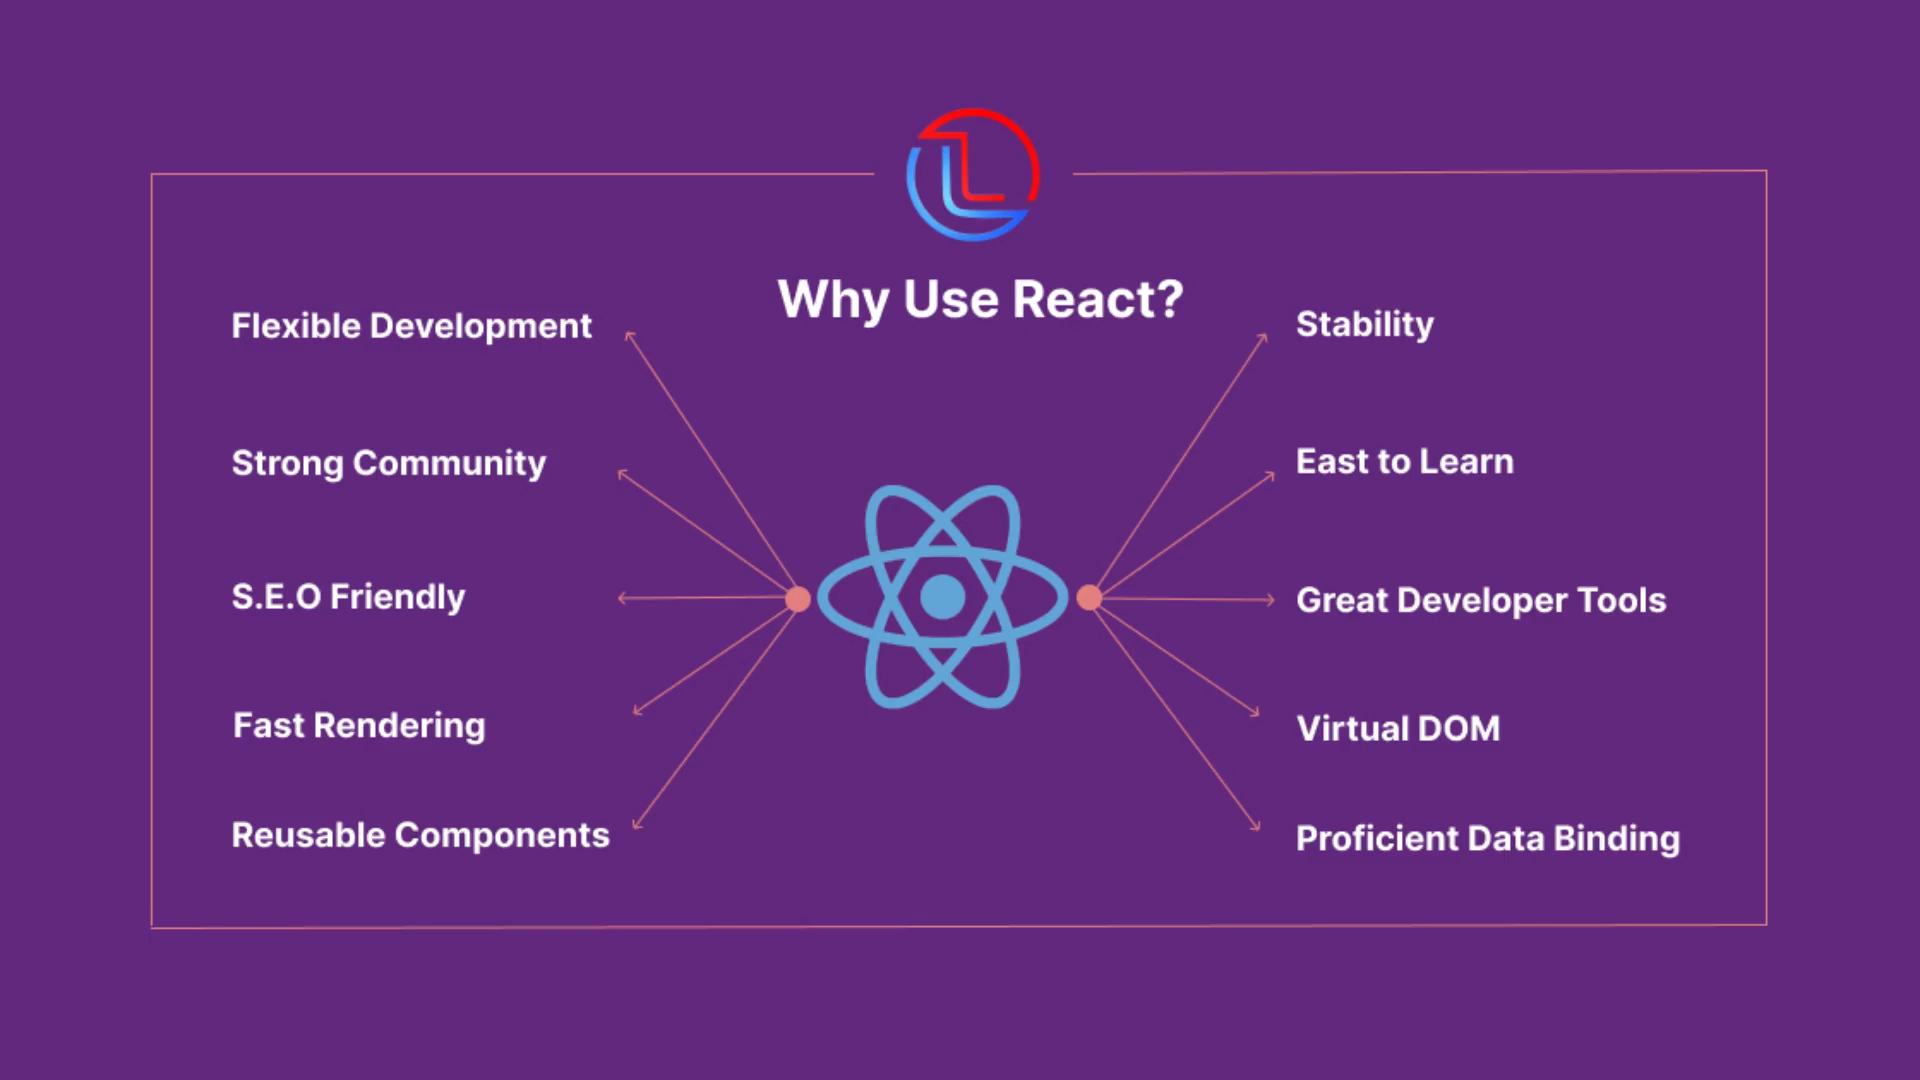 Why Use React?
Flexible Development
Strong Community
S.E.O Friendly
Fast Rendering
Reusable Components
Stability
East to Learn
Great Developer Tools
Virtual DOM
Proficient Data Binding